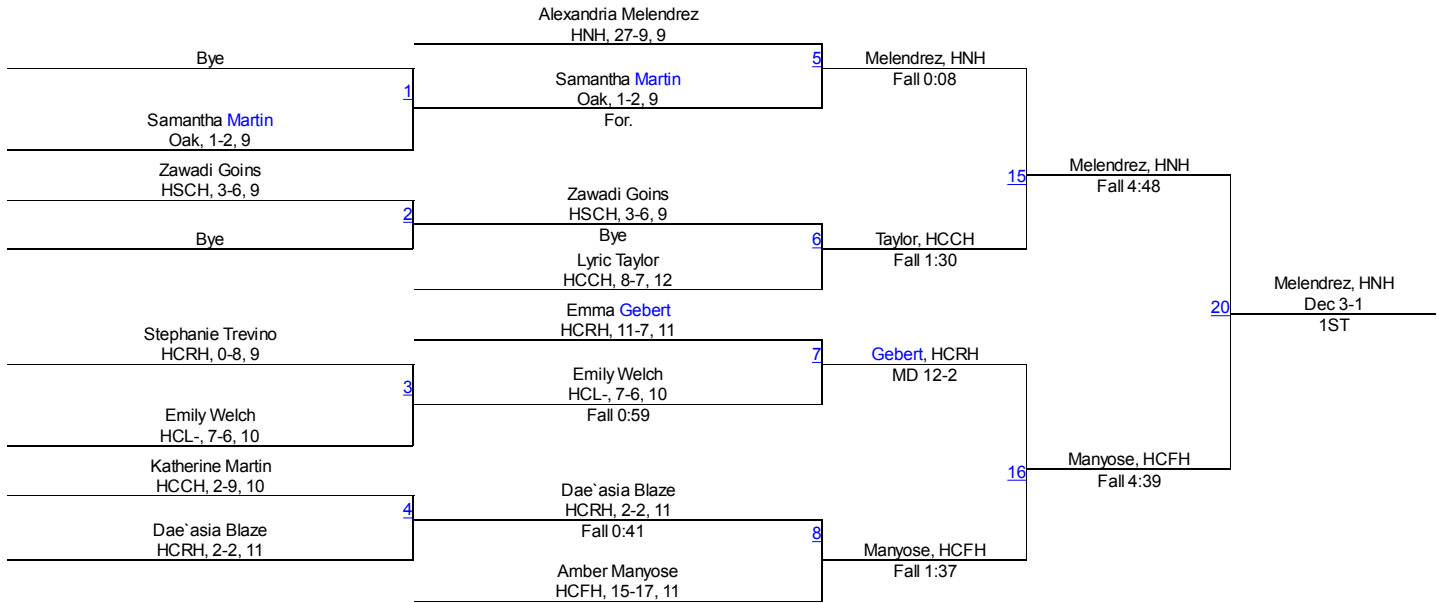 Bye
1
Samantha Martin
Oak, 1-2, 9
Zawadi Goins
HSCH, 3-6, 9
2
Bye
Stephanie Trevino
HCRH, 0-8, 9
3
Emily Welch
HCL-, 7-6, 10
Katherine Martin
HCCH, 2-9, 10
4
Dae`asia Blaze
HCRH, 2-2, 11
Alexandria Melendrez
HNH, 27-9, 9
5
Samantha Martin
Oak, 1-2, 9
For.
Zawadi Goins
HSCH, 3-6, 9
Bye
6
Lyric Taylor
HCCH, 8-7, 12
Emma Gebert
HCRH, 11-7, 11
7
Emily Welch
HCL-, 7-6, 10
Fall 0:59
Dae`asia Blaze
HCRH, 2-2, 11
Fall 0:41
8
Amber Manyose
HCFH, 15-17, 11
Melendrez, HNH
Fall 0:08
15
Taylor, HCCH
Fall 1:30
Gebert, HCRH
MD 12-2
16
Manyose, HCFH
Fall 1:37
Melendrez, HNH
Fall 4:48
20
Manyose, HCFH
Fall 4:39
Melendrez, HNH
Dec 3-1
1ST